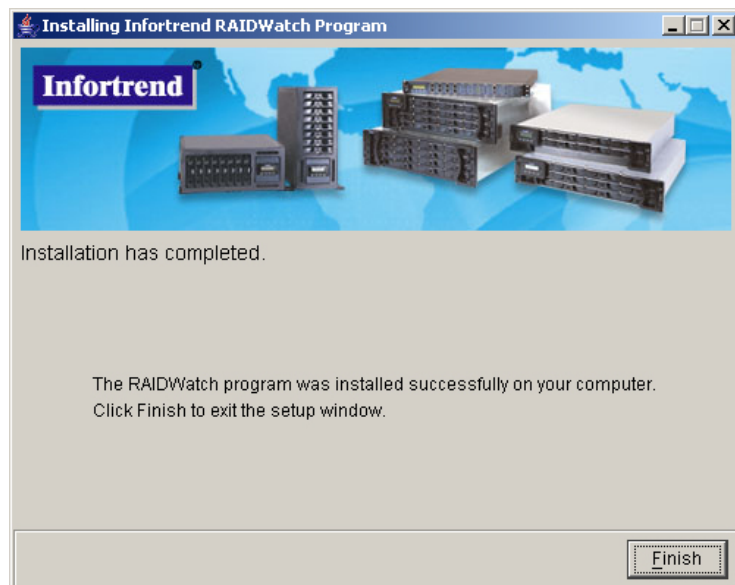 Installing Infortrend RAIDWatch Program
Infortrend
Installation has completed.
The RAIDWatch program was installed successfully on your computer.
Click Finish to exit the setup window.
Finish